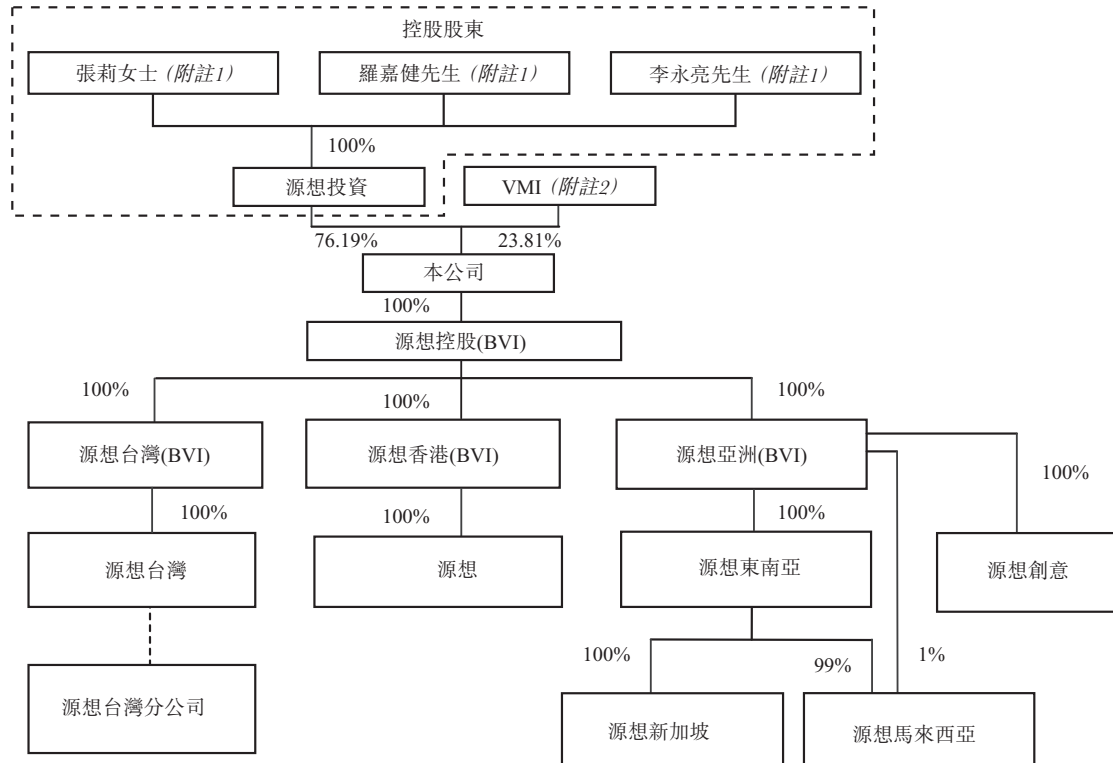 控股股東
張莉女士（附註1）
羅嘉健先生（附註1）
李永亮先生（附註1）
100%
源想投資
VMI（附註2）
76.19%
23.81%
本公司
100%
源想控股(BVI)
100%
100%
100%
源想台灣(BVI)
源想香港(BVI)
源想亞洲(BVI)
100%
100%
100%
100%
源想台灣
源想
源想東南亞
源想創意
100%
99%
1%
源想台灣分公司
源想新加坡
源想馬來西亞